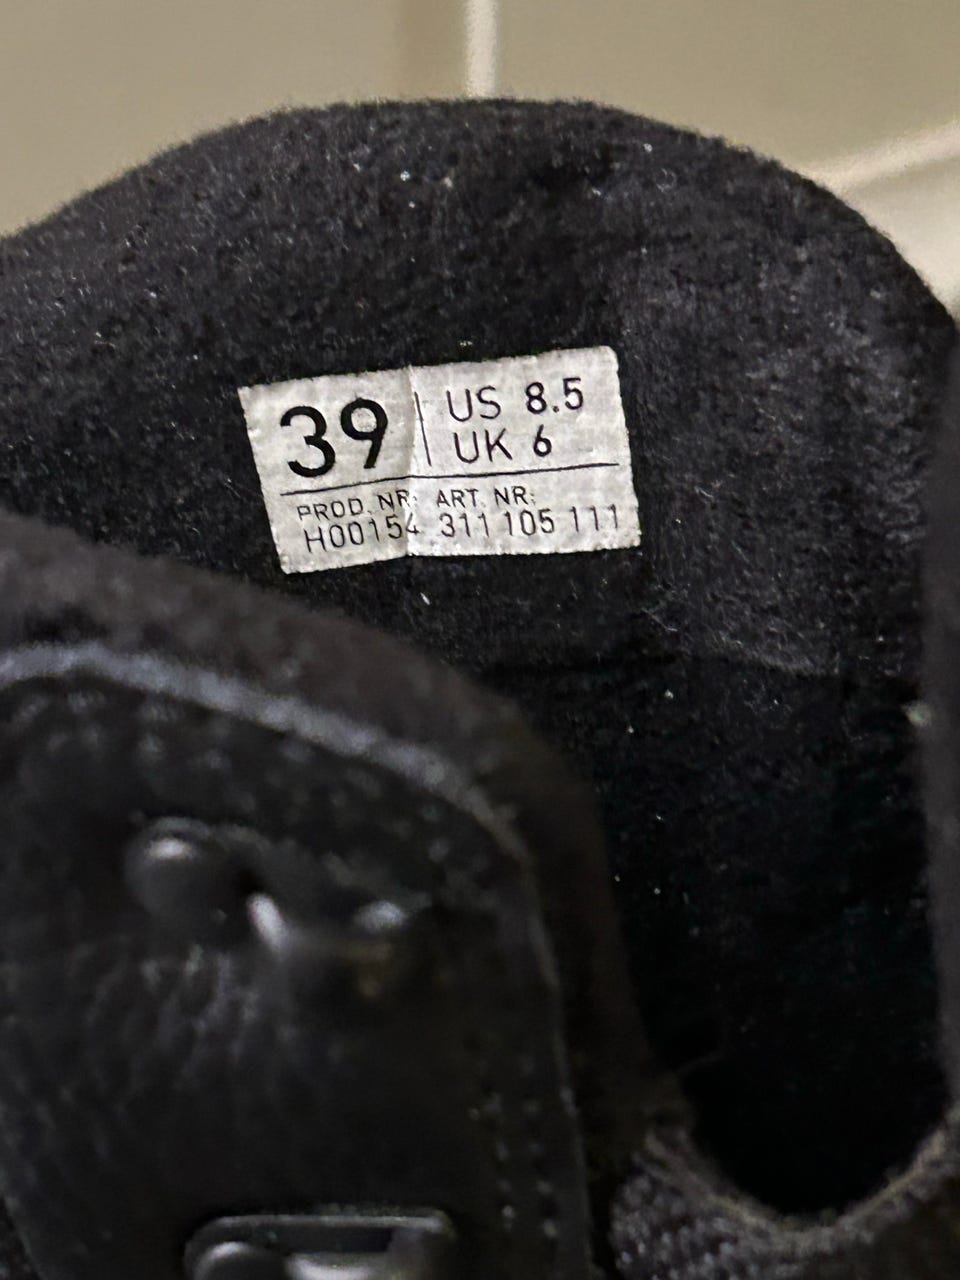 39 | US 8.5
UK 6
PROD. NR: ART. NR:
H00154 311 105 111